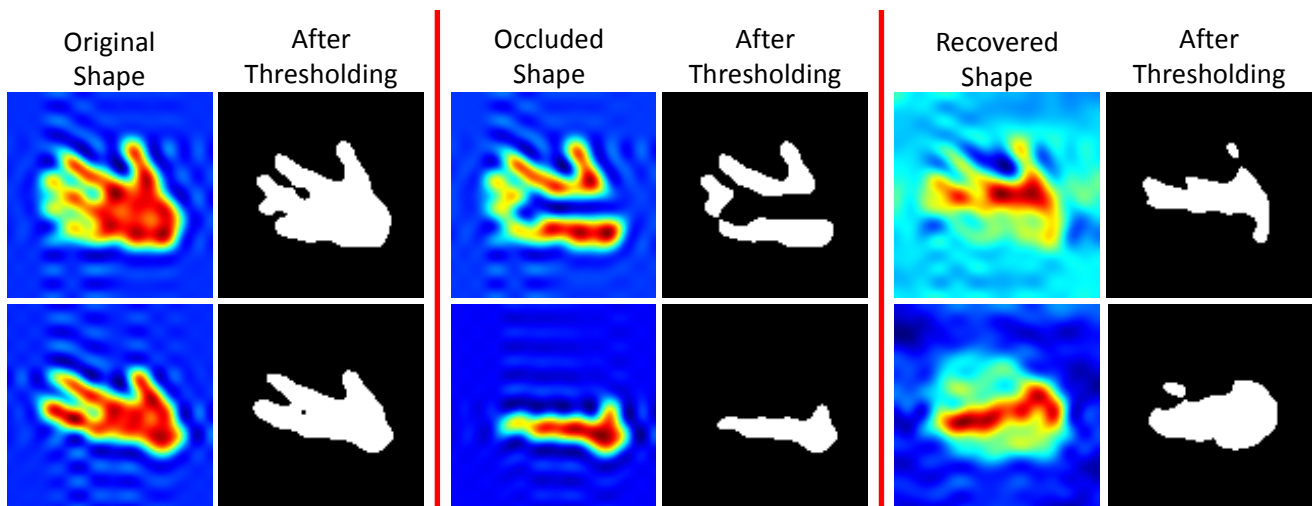 Original
Shape
After
Thresholding
Occluded
Shape
After
Thresholding
Recovered
Shape
After
Thresholding